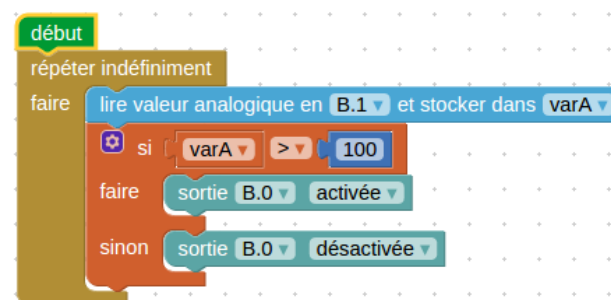 début
répéter indéfiniment
faire lire valeur analogique en B.1 ▾ et stocker dans varA ▾
si varA ▾ > ▾ 100
faire sortie B.0 ▾ activée ▾
sinon sortie B.0 ▾ désactivée ▾